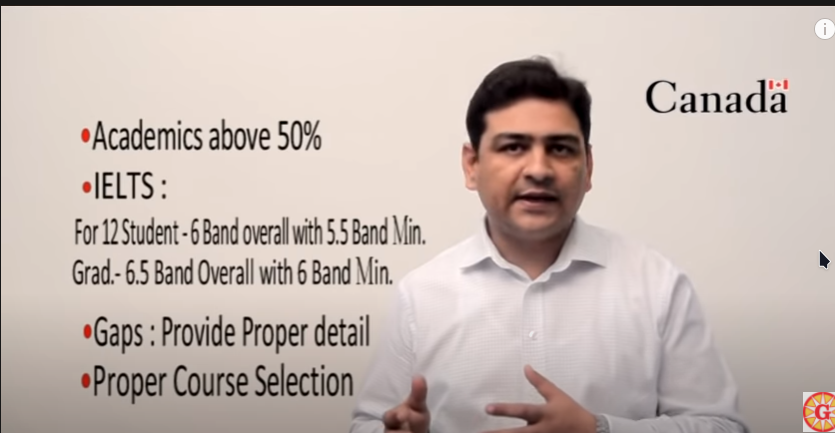 Canada
•Academics above 50%
•IELTS :
For 12 Student - 6 Band overall with 5.5 Band Min.
Grad.- 6.5 Band Overall with 6 Band Min.
•Gaps : Provide Proper detail
•Proper Course Selection
i
G